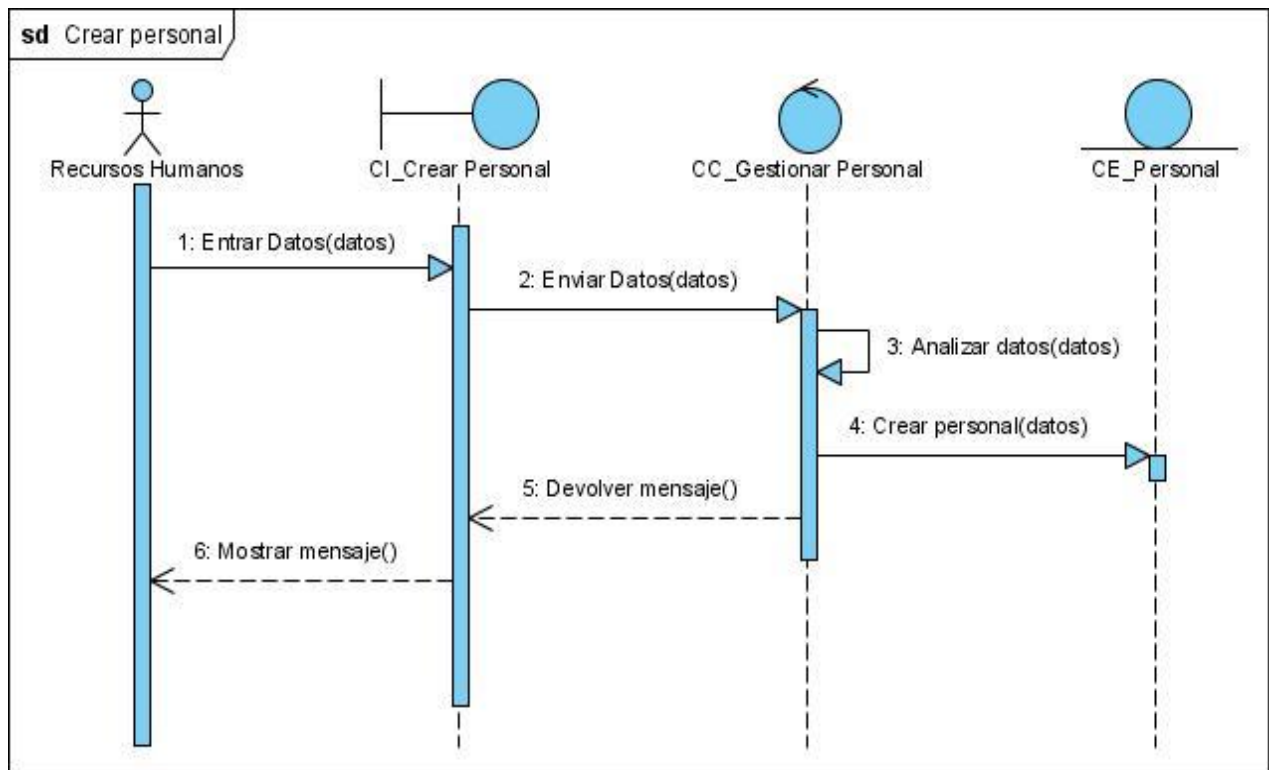 sd Crear personal
Recursos Humanos
CI_Crear Personal
CC_Gestionar Personal
CE_Personal
1: Entrar Datos(datos)
2: Enviar Datos(datos)
3: Analizar datos(datos)
4: Crear personal(datos)
5: Devolver mensaje()
6: Mostrar mensaje()